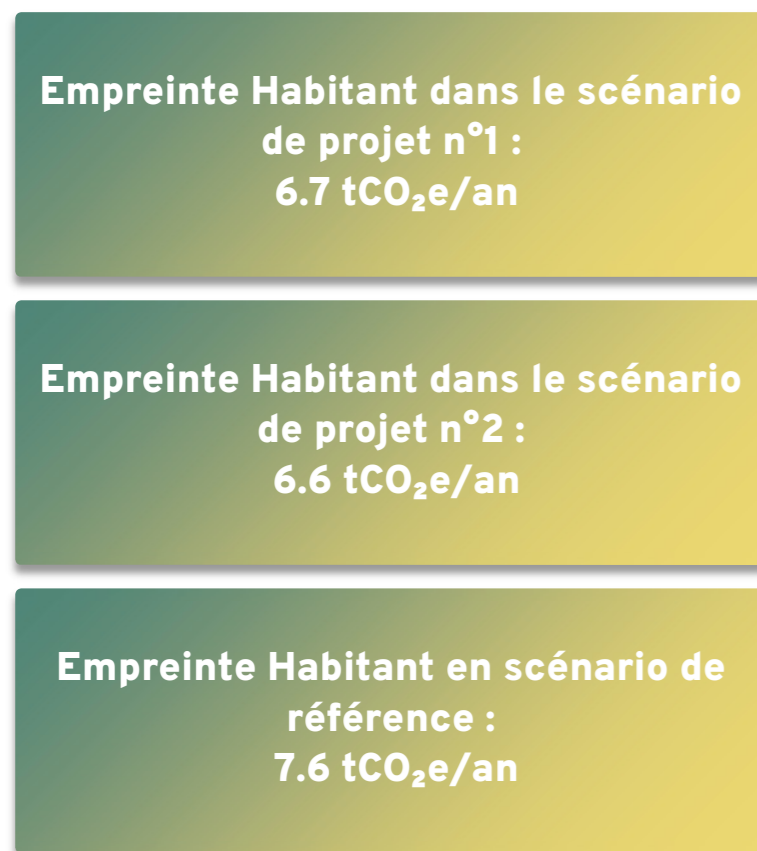 Empreinte Habitant dans le scénario
de projet n°1 :
6.7 tCO₂e/an
Empreinte Habitant dans le scénario
de projet n°2 :
6.6 tCO₂e/an
Empreinte Habitant en scénario de
référence :
7.6 tCO₂e/an